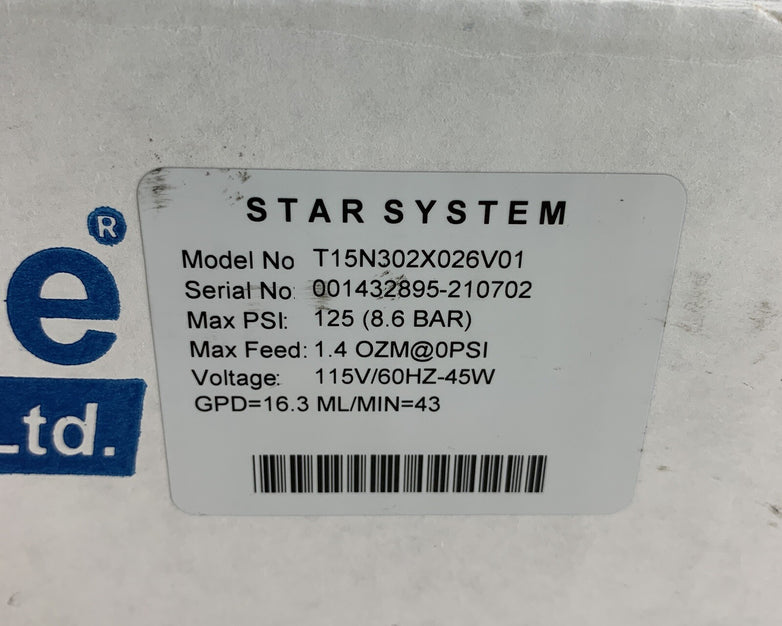 STAR SYSTEM
Model No T15N302X026V01
Serial No. 001432895-210702
Max PSI: 125 (8.6 BAR)
Max Feed: 1.4 OZM@0PSI
Voltage: 115V/60HZ-45W
GPD=16.3 ML/MIN=43
e®
Ltd.